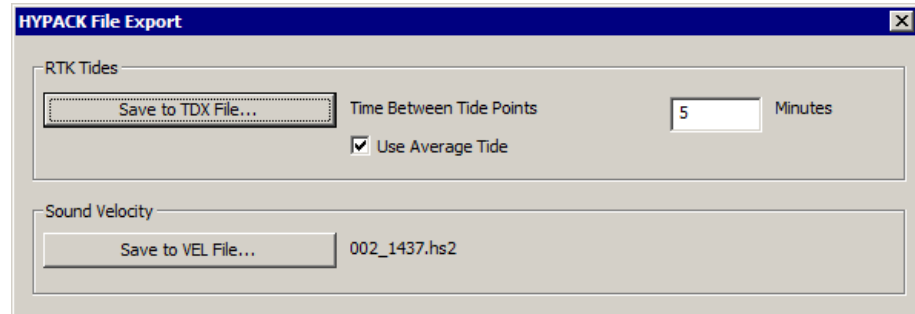 HYPACK File Export
RTK Tides
Save to TDX File... Time Between Tide Points 5 Minutes
Use Average Tide
Sound Velocity
Save to VEL File... 002_1437.hs2